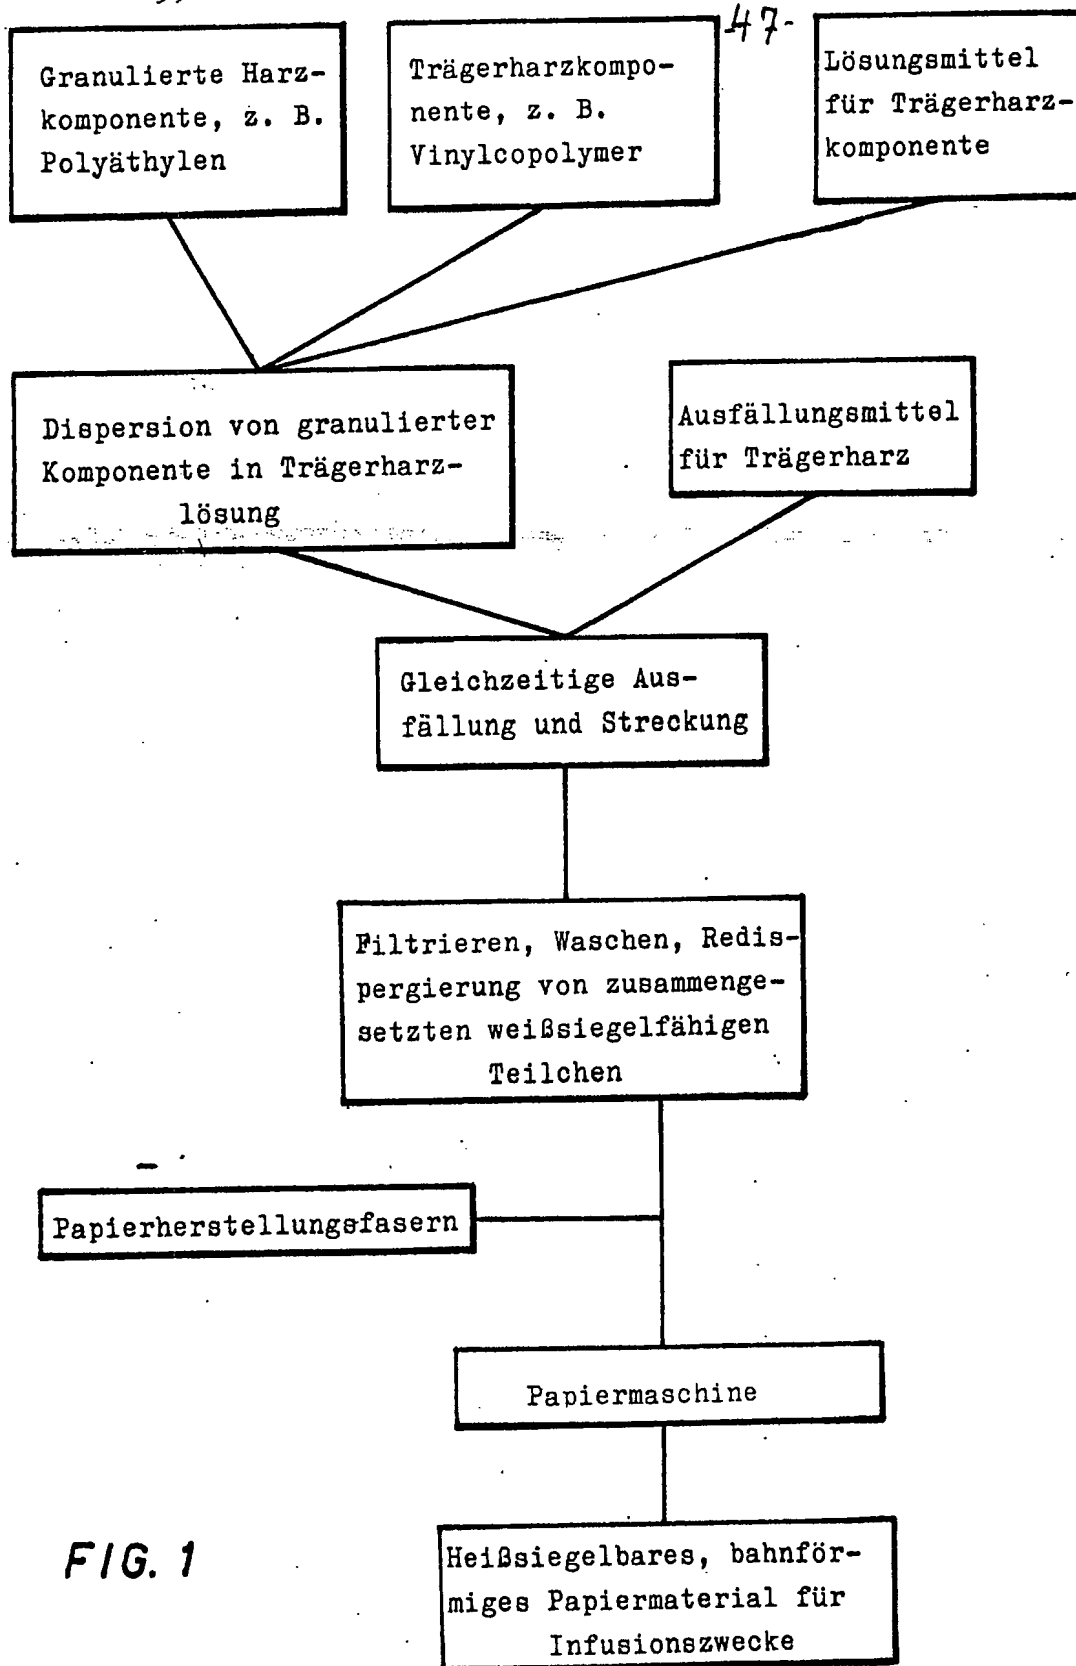 47-
Granulierte Harz-
komponente, z. B.
Polyäthylen
Trägerharzkompo-
nente, z. B.
Vinylcopolymer
Lösungsmittel
für Trägerharz-
komponente
Dispersion von granulierter
Komponente in Trägerharz-
lösung
Ausfällungsmittel
für Trägerharz
Gleichzeitige Aus-
fällung und Streckung
Filtrieren, Waschen, Redis-
pergierung von zusammenge-
setzten weißsiegelfähigen
Teilchen
Papierherstellungsfasern
Papiermaschine
Heißsiegelbares, bahnför-
miges Papiermaterial für
Infusionszwecke
FIG. 1